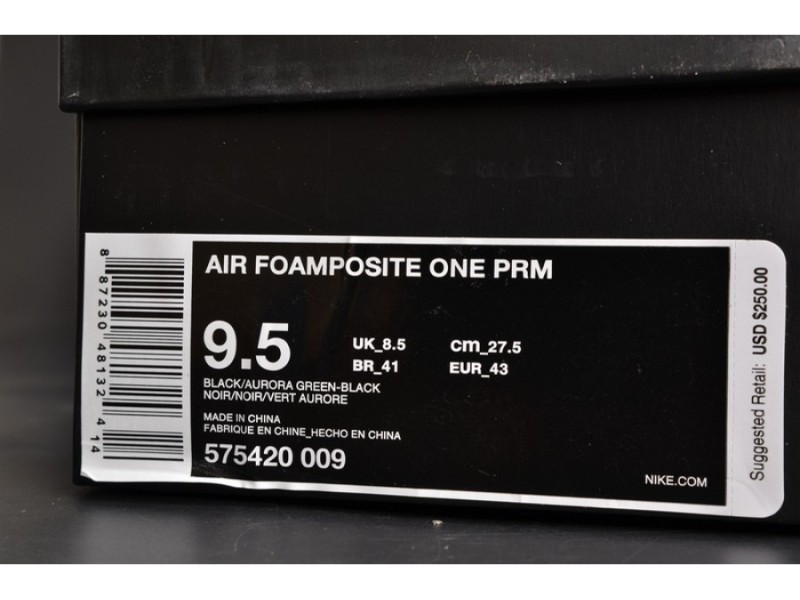 AIR FOAMPOSITE ONE PRM
9.5
UK_8.5 cm_27.5
BR_41 EUR_43
BLACK/AURORA GREEN-BLACK
NOIR/NOIR/VERT AURORE
MADE IN CHINA
FABRIQUE EN CHINE_HECHO EN CHINA
575420 009
NIKE.COM
8 87230 48132 4 14
Suggested Retail: USD $250.00